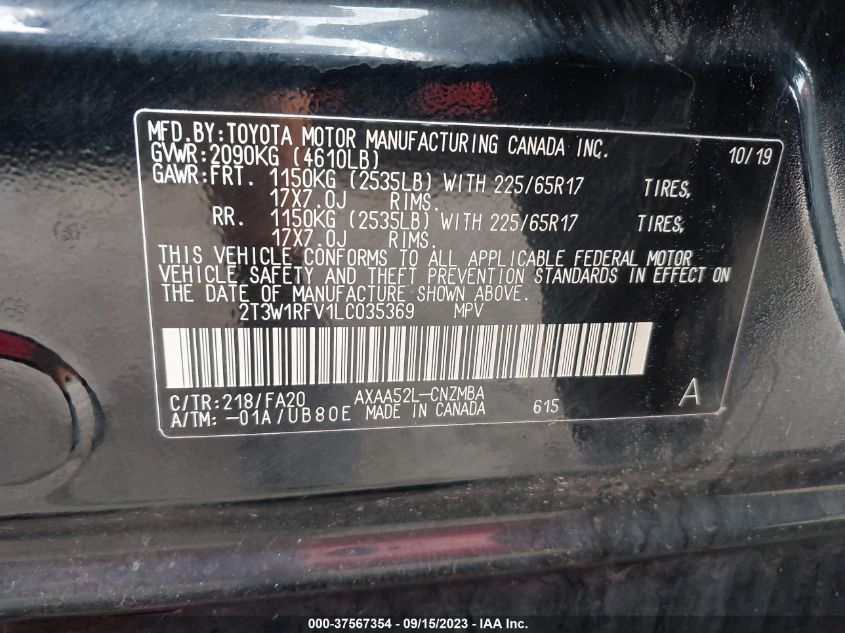 MFD.BY:TOYOTA MOTOR MANUFACTURING CANADA INC. 10/19
GVWR:2090KG (4610LB)
GAWR:FRT. 1150KG (2535LB) WITH 225/65R17 TIRES,
17X7.0J RIMS.
RR. 1150KG (2535LB) WITH 225/65R17 TIRES,
17X7.0J RIMS.
THIS VEHICLE CONFORMS TO ALL APPLICABLE FEDERAL MOTOR
VEHICLE SAFETY AND THEFT PREVENTION STANDARDS IN EFFECT ON
THE DATE OF MANUFACTURE SHOWN ABOVE.
2T3W1RFV1LC035369 MPV
C/TR:218/FA20 AXAA52L-CNZMBA
A/TM: -01A/UB80E MADE IN CANADA 615 A
000-37567354 - 09/15/2023 - IAA Inc.